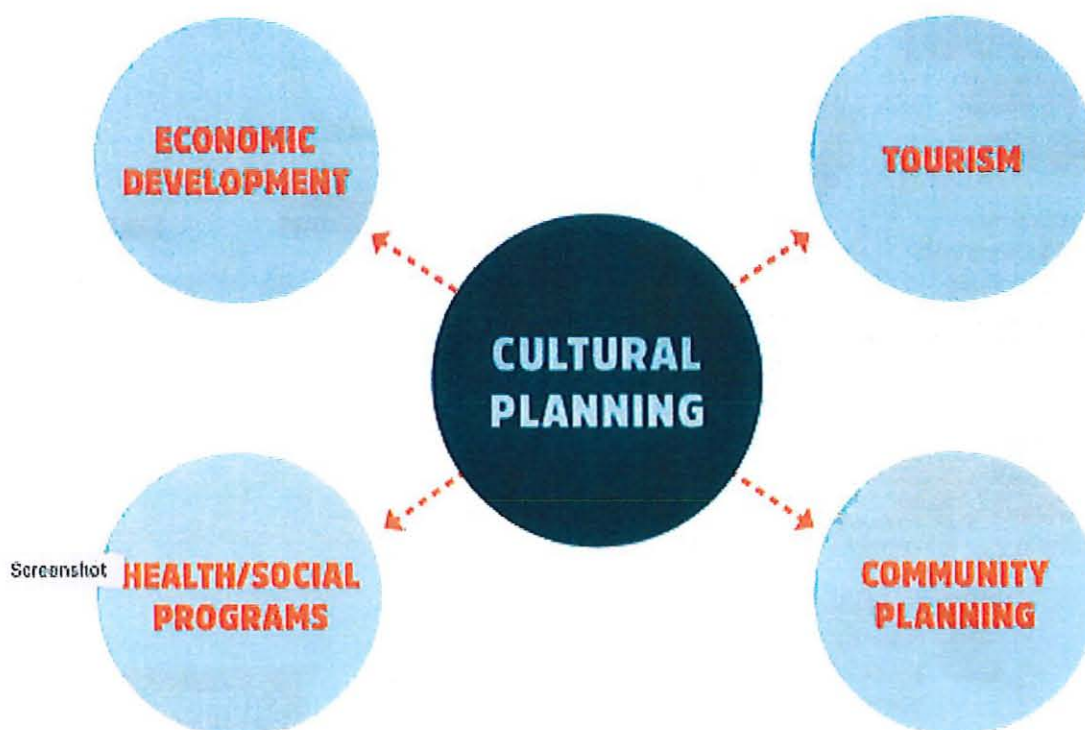 ECONOMIC
DEVELOPMENT
TOURISM
CULTURAL
PLANNING
Screenshot
HEALTH/SOCIAL
PROGRAMS
COMMUNITY
PLANNING